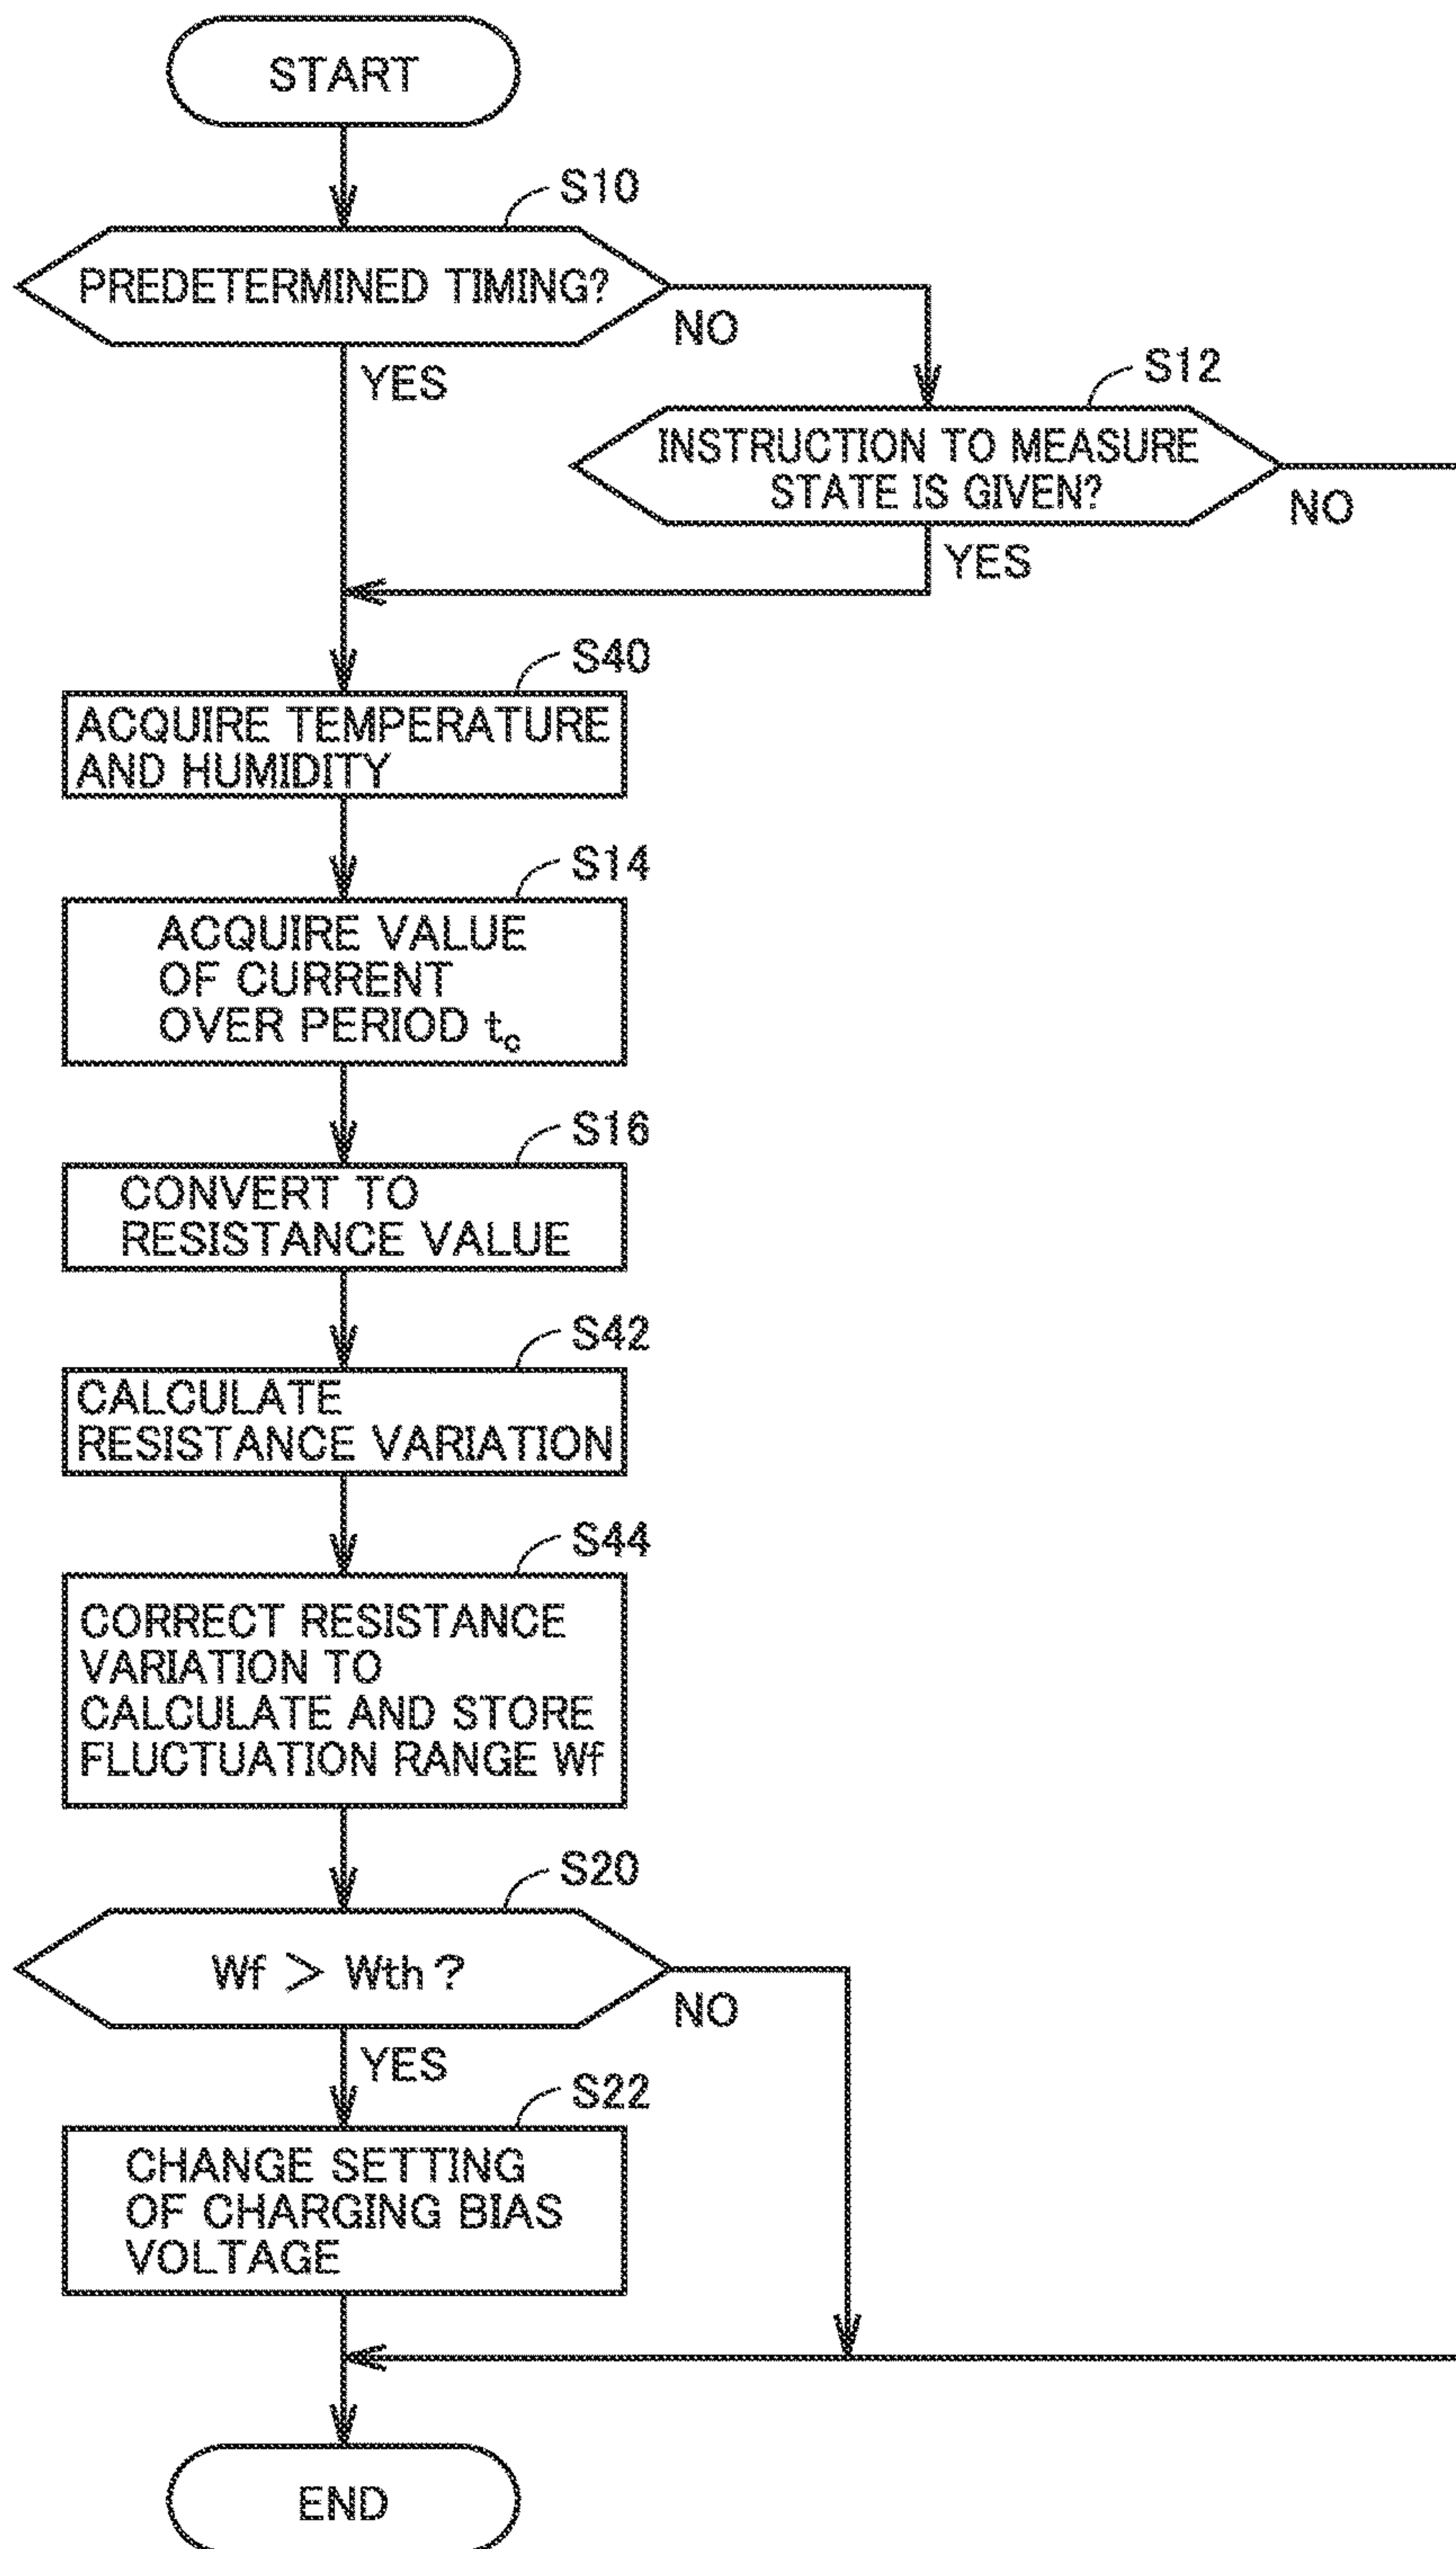 START
S10
PREDETERMINED TIMING?
NO
YES
S12
INSTRUCTION TO MEASURE
STATE IS GIVEN?
NO
YES
S40
ACQUIRE TEMPERATURE
AND HUMIDITY
S14
ACQUIRE VALUE
OF CURRENT
OVER PERIOD tc
S16
CONVERT TO
RESISTANCE VALUE
S42
CALCULATE
RESISTANCE VARIATION
S44
CORRECT RESISTANCE
VARIATION TO
CALCULATE AND STORE
FLUCTUATION RANGE Wf
S20
Wf > Wth ?
NO
YES
S22
CHANGE SETTING
OF CHARGING BIAS
VOLTAGE
END